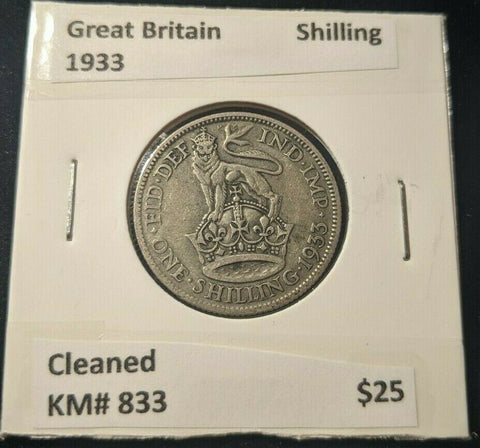 Great Britain Shilling
1933
·FID·DEF IND·IMP·
·ONE·SHILLING·1933·
Cleaned
KM# 833 $25